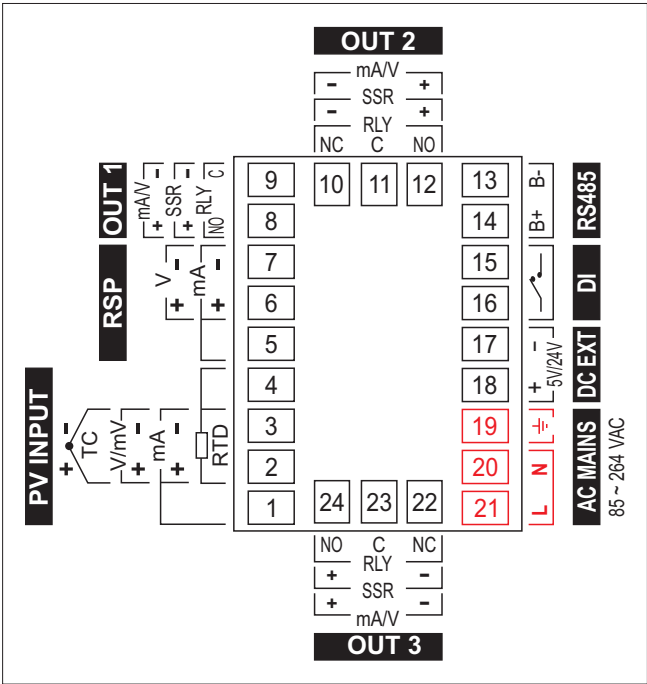 OUT 2
- mA/V +
- SSR +
RLY
NC C NO
OUT 1
mA/V + -
SSR + -
RLY NO C
RSP
V + -
mA + -
PV INPUT
TC + -
V/mV + -
mA + -
RTD
9 10 11 12 13
8 14
7 15
6 16
5 17
4 18
3 19
2 20
1 24 23 22 21
B- RS485
B+
DI
- DC EXT
+ 5V/24V
N AC MAINS
L 85 ~ 264 VAC
NO C NC
RLY
+ SSR -
+ mA/V -
OUT 3